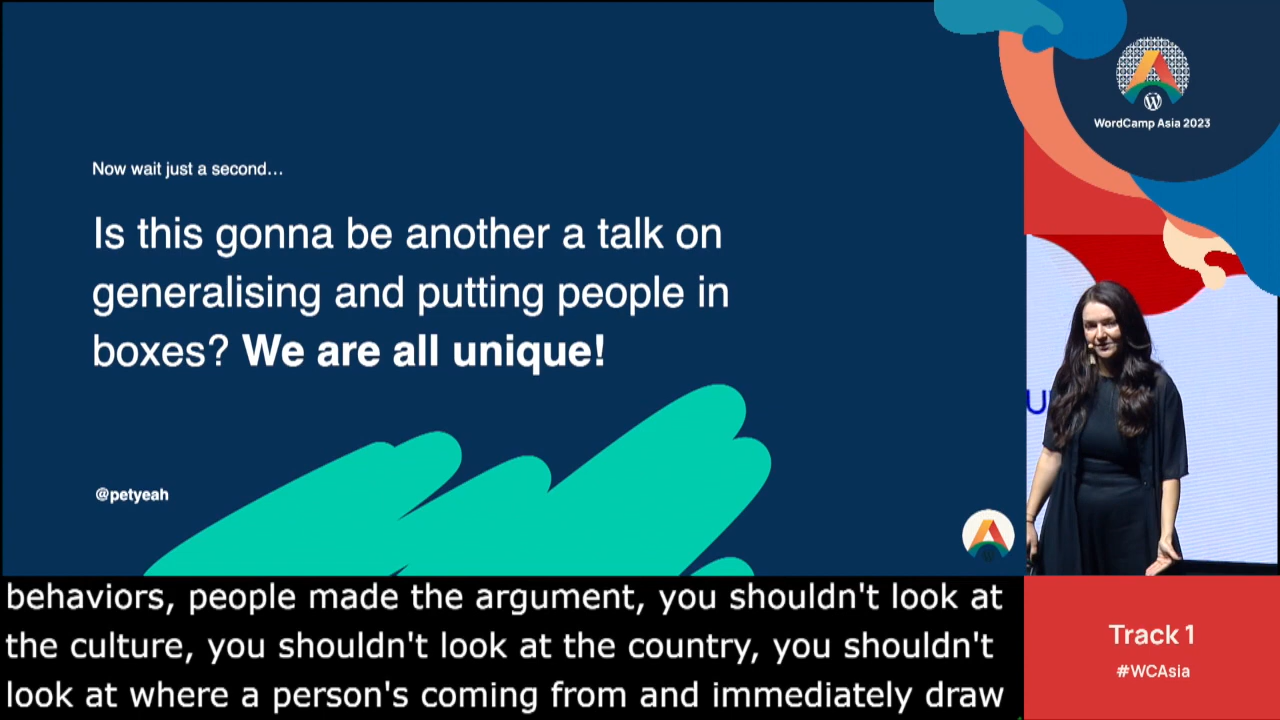 Now wait just a second...
Is this gonna be another a talk on
generalising and putting people in
boxes? We are all unique!
@petyeah
WordCamp Asia 2023
U
behaviors, people made the argument, you shouldn't look at
the culture, you shouldn't look at the country, you shouldn't
look at where a person's coming from and immediately draw
Track 1
#WCAsia